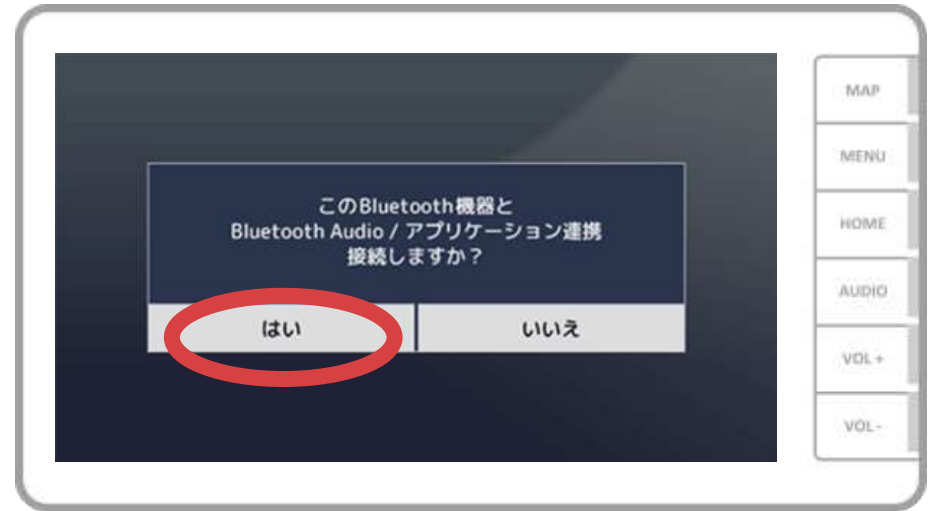 このBluetooth機器と
Bluetooth Audio / アプリケーション連携
接続しますか？
はい
いいえ
MAP
MENU
HOME
AUDIO
VOL +
VOL -